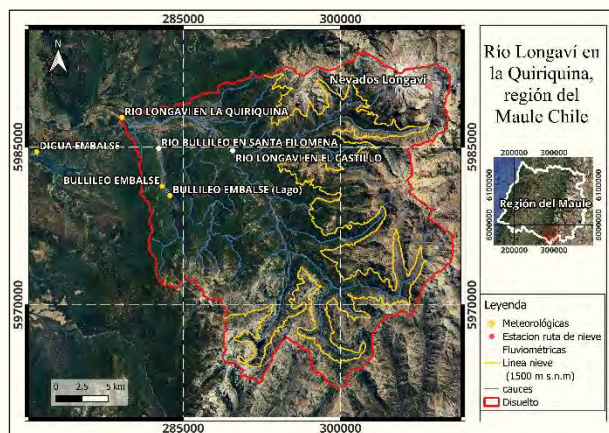 285000
300000
N
Nevados Longaví
RIO LONGAVI EN LA QUIRIQUINA
5985000
DIGUA EMBALSE
RIO BULLILEO EN SANTA FILOMENA
RIO LONGAVI EN EL CASTILLO
BULLILEO EMBALSE
BULLILEO EMBALSE (Lago)
5985000
5970000
5970000
0 2.5 5 km
285000
300000
Río Longaví en
la Quiriquina,
región del
Maule Chile
200000 300000
6100000
6100000
Región del Maule
6000000
6000000
200000 300000
Leyenda
Meteorológicas
Estacion ruta de nieve
Fluviométricas
Linea nieve
(1500 m s.n.m)
cauces
Disuelto